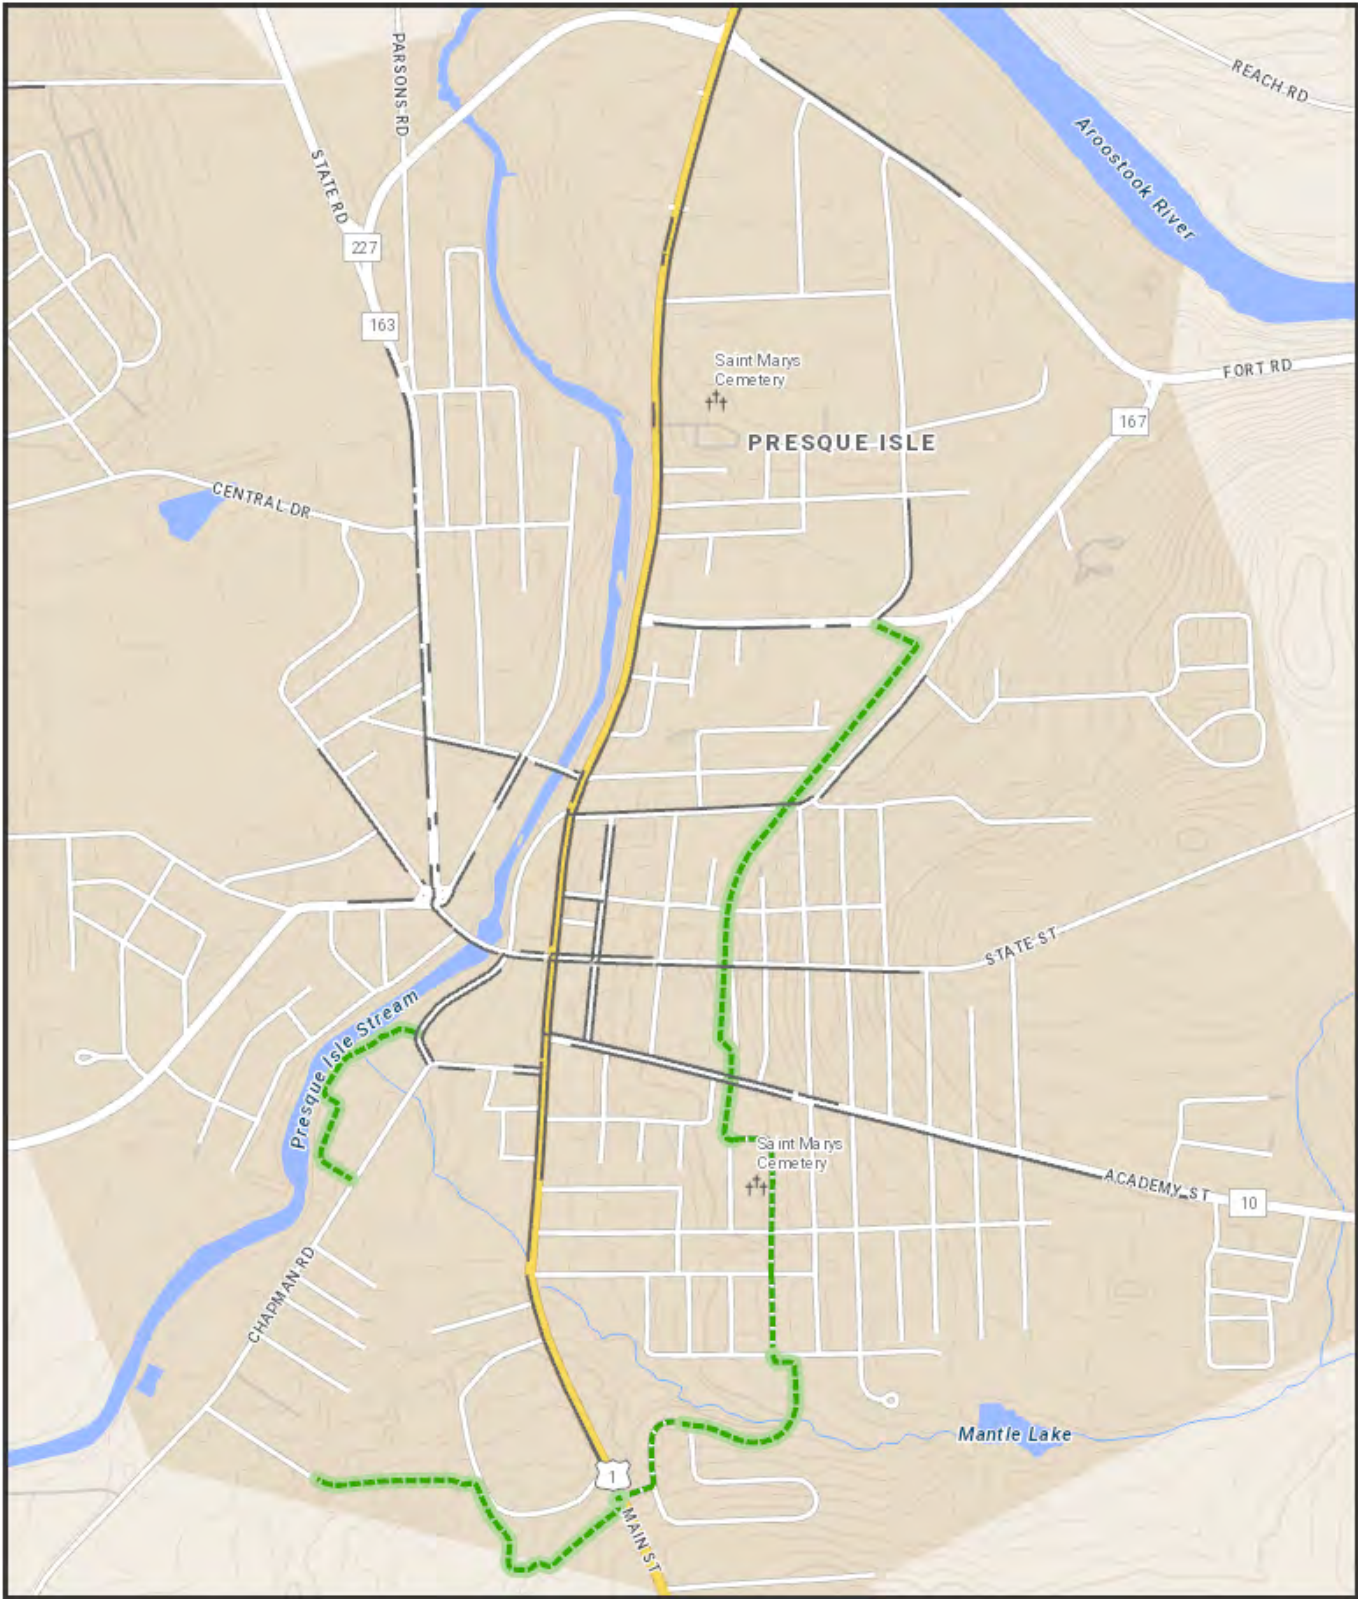 PARSONS RD
REACH RD
Aroostook River
STATE RD
227
163
Saint Marys
Cemetery
FORT RD
167
PRESQUE ISLE
CENTRAL DR
STATE ST
Presque Isle Stream
Saint Marys
Cemetery
ACADEMY ST
10
CHAPMAN RD
Mantle Lake
1
MAIN ST